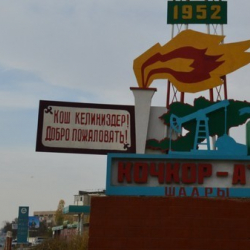 1952
КОШ КЕЛИҢИЗДЕР!
ДОБРО ПОЖАЛОВАТЬ!
КОЧКОР-А
ШААРЫ